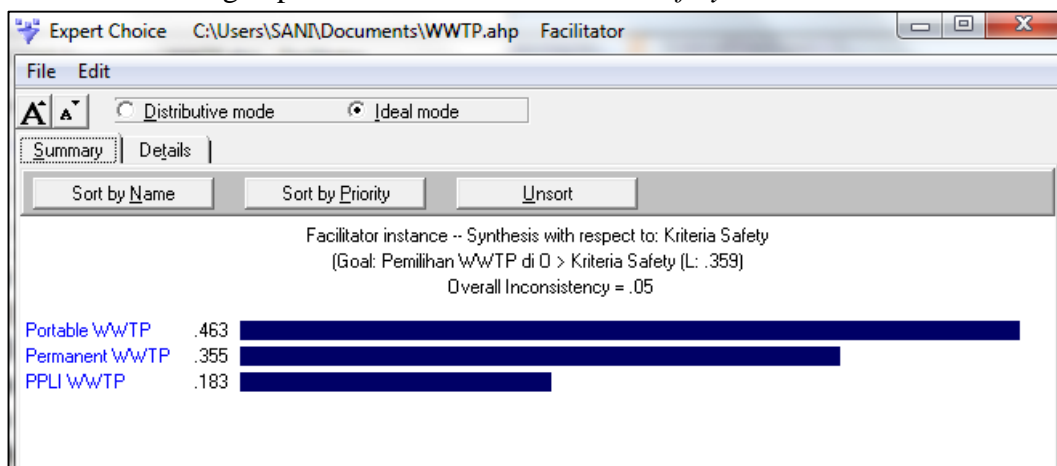 Expert Choice C:\Users\SANI\Documents\WWTP.ahp Facilitator
File Edit
A A Distributive mode Ideal mode
Summary Details
Sort by Name Sort by Priority Unsort
Facilitator instance -- Synthesis with respect to: Kriteria Safety
(Goal: Pemilihan WWTP di O > Kriteria Safety (L: .359)
Overall Inconsistency = .05
Portable WWTP .463
Permanent WWTP .355
PPLI WWTP .183